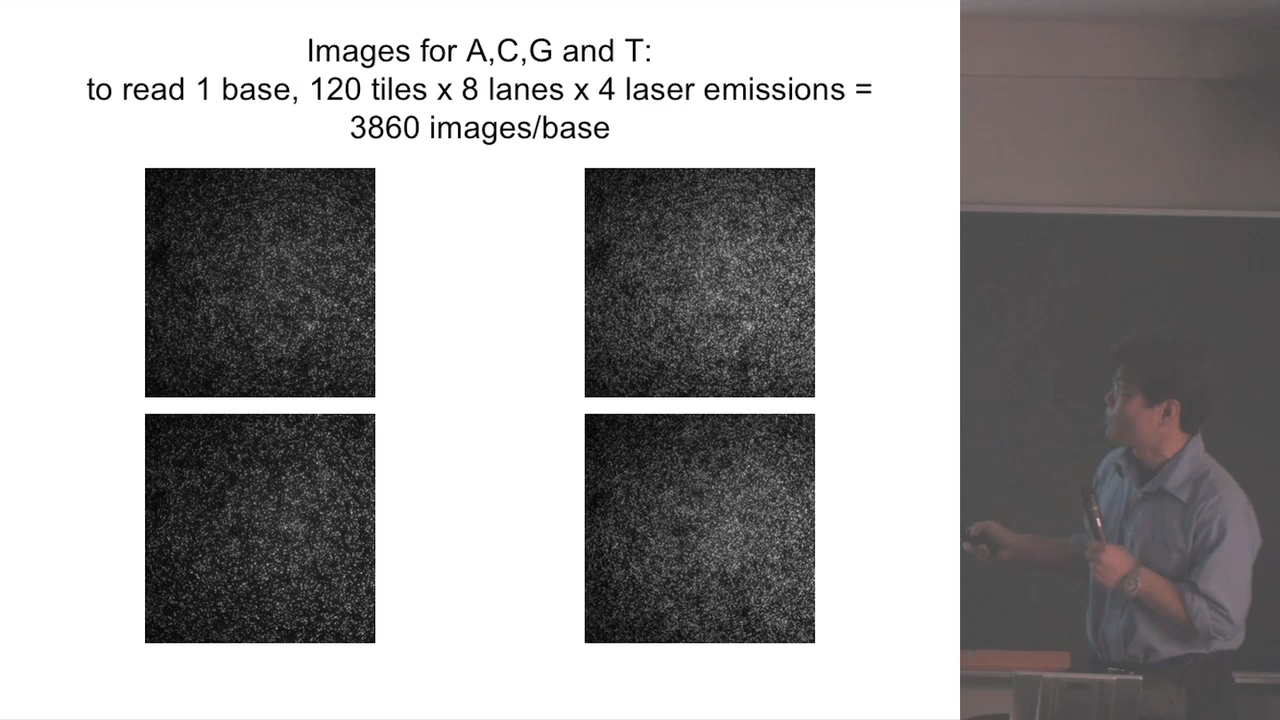 Images for A,C,G and T:
to read 1 base, 120 tiles x 8 lanes x 4 laser emissions =
3860 images/base